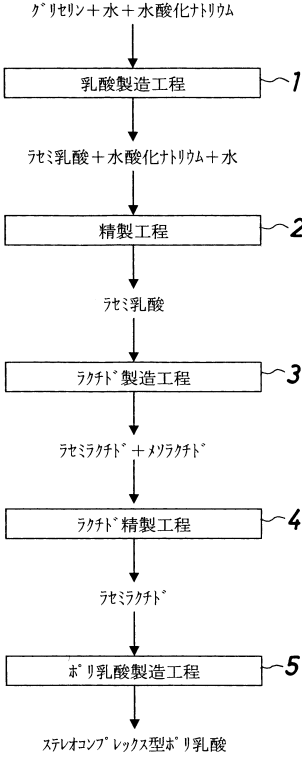 ｸﾞﾘｾﾘﾝ＋水＋水酸化ﾅﾄﾘｳﾑ
乳酸製造工程 1
ﾗｾﾐ乳酸＋水酸化ﾅﾄﾘｳﾑ＋水
精製工程 2
ﾗｾﾐ乳酸
ﾗｸﾁﾄﾞ製造工程 3
ﾗｾﾐﾗｸﾁﾄﾞ＋ﾒｿﾗｸﾁﾄﾞ
ﾗｸﾁﾄﾞ精製工程 4
ﾗｾﾐﾗｸﾁﾄﾞ
ﾎﾟﾘ乳酸製造工程 5
ｽﾃﾚｵｺﾝﾌﾟﾚｯｸｽ型ﾎﾟﾘ乳酸